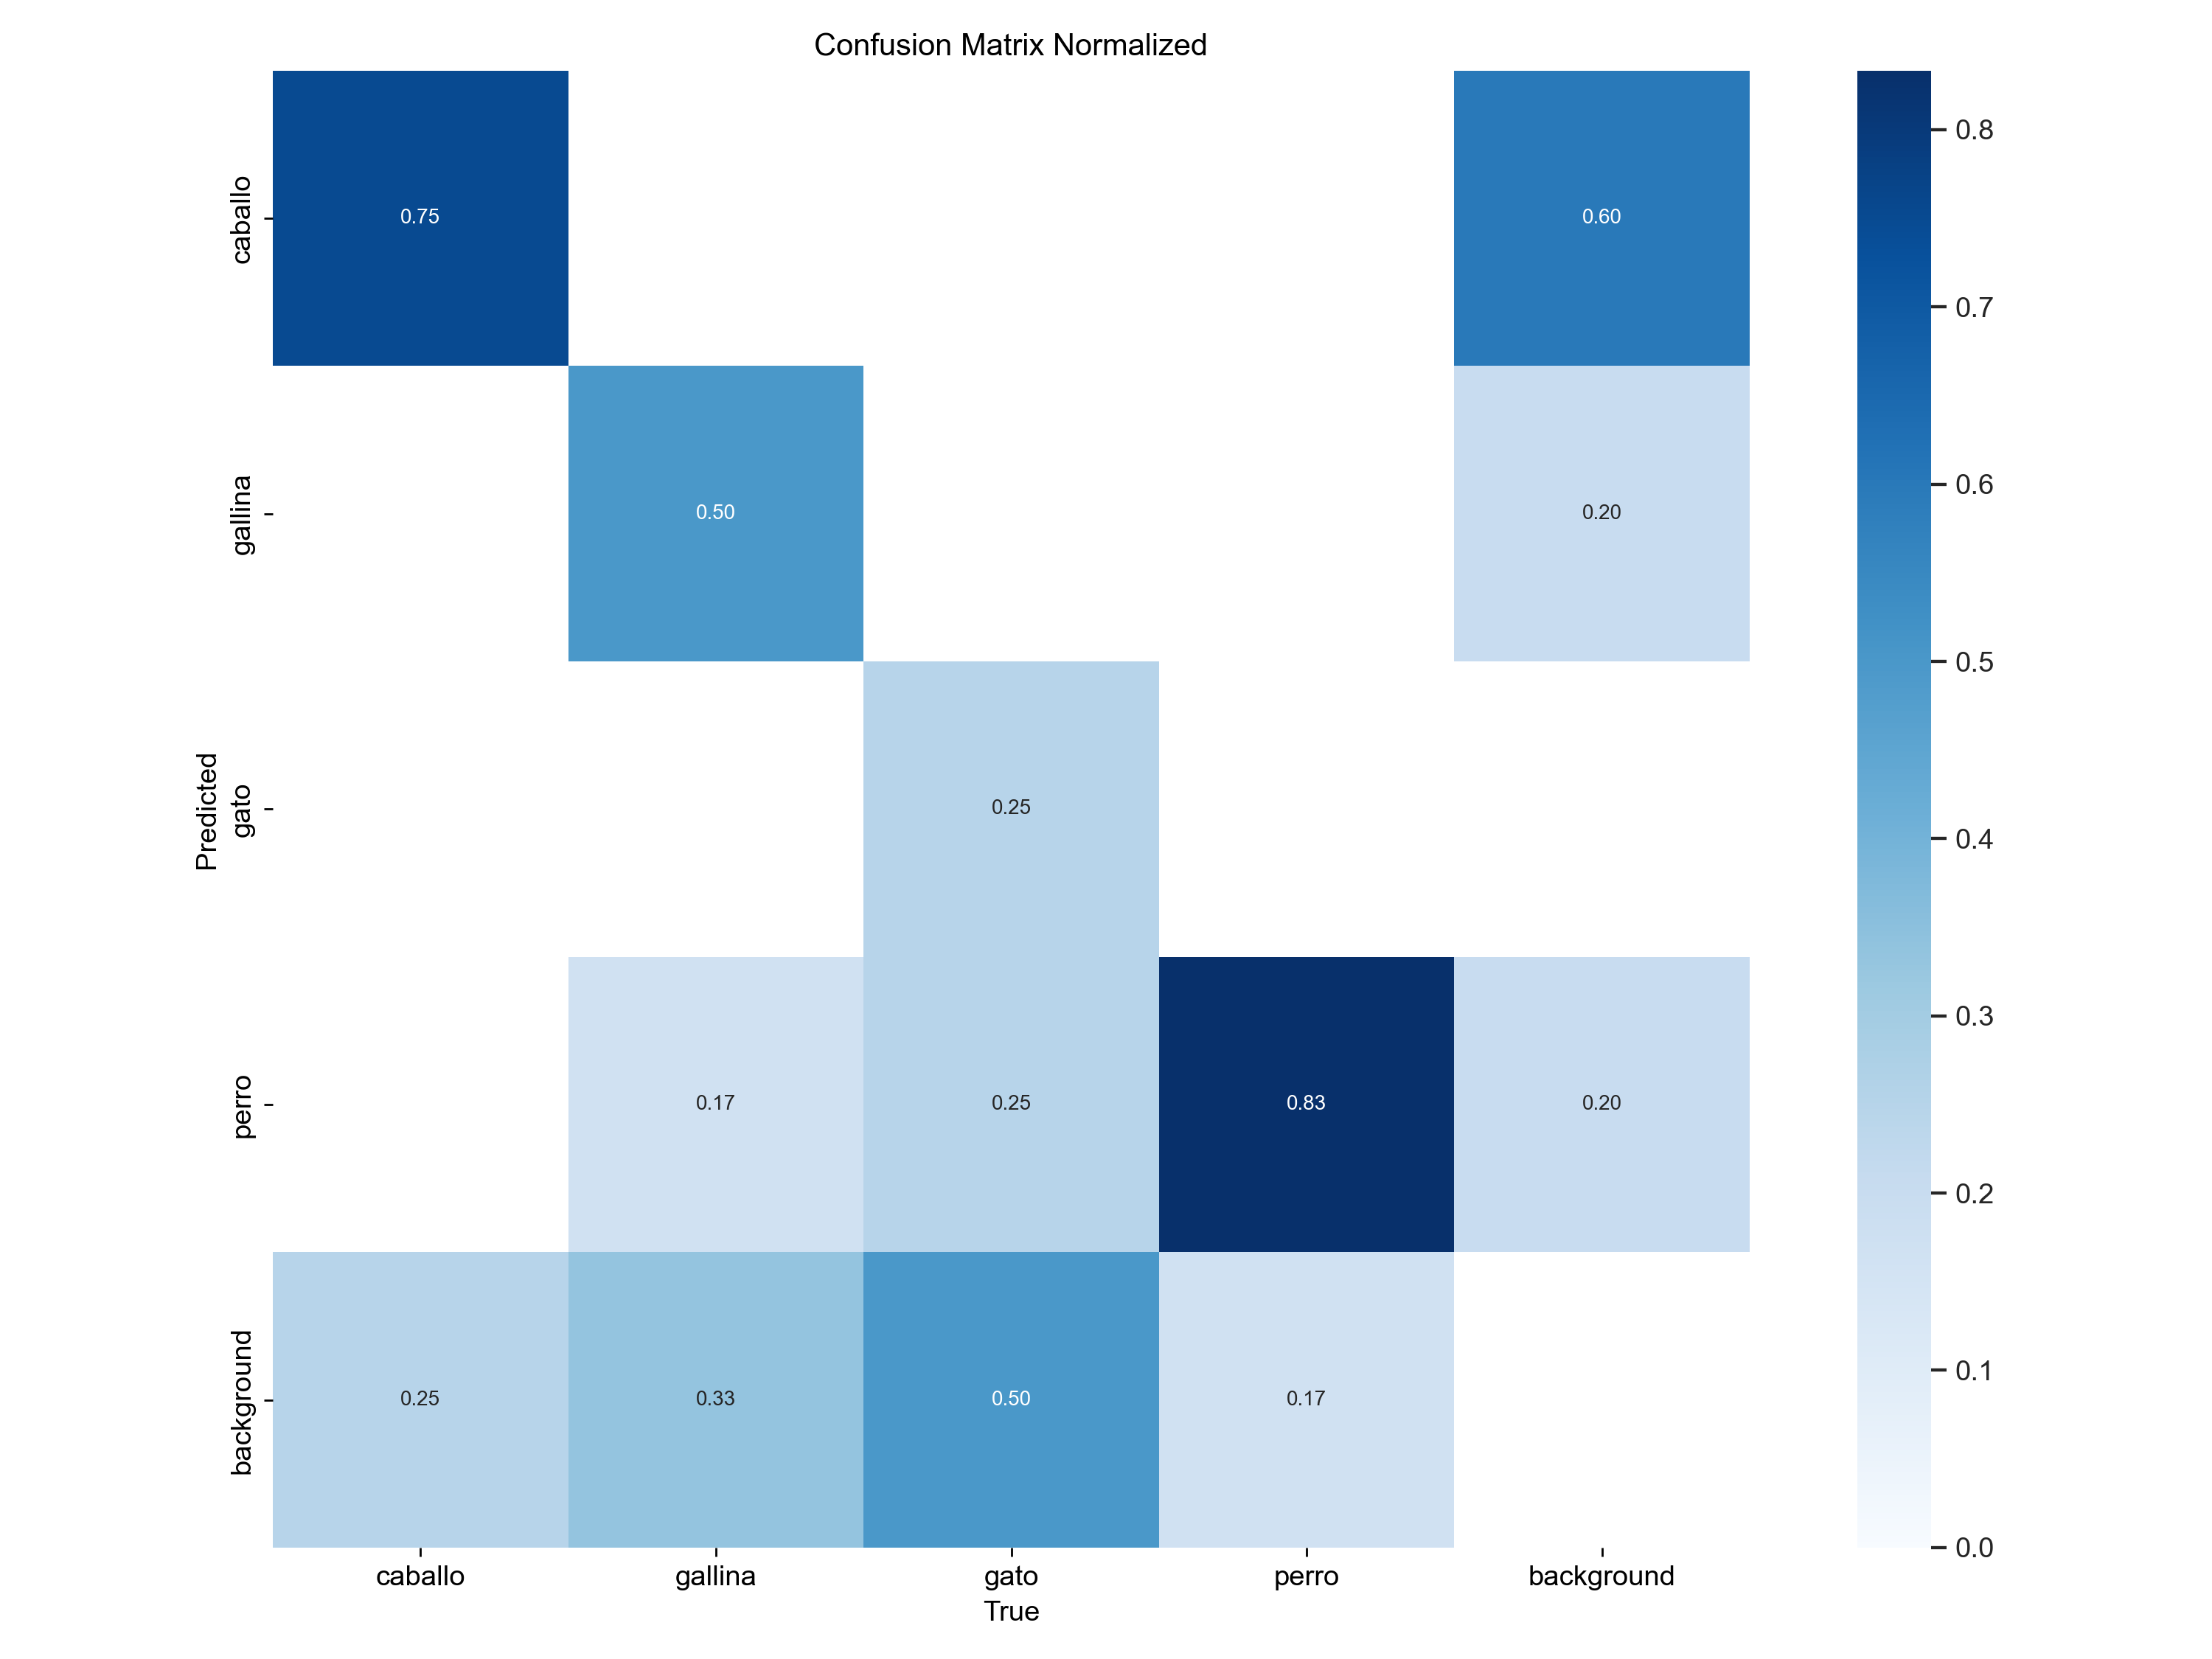 Confusion Matrix Normalized
caballo
0.75
0.60
gallina
0.50
0.20
gato
0.25
perro
0.17
0.25
0.83
0.20
background
0.25
0.33
0.50
0.17
Predicted
caballo
gallina
gato
perro
background
True
0.8
0.7
0.6
0.5
0.4
0.3
0.2
0.1
0.0